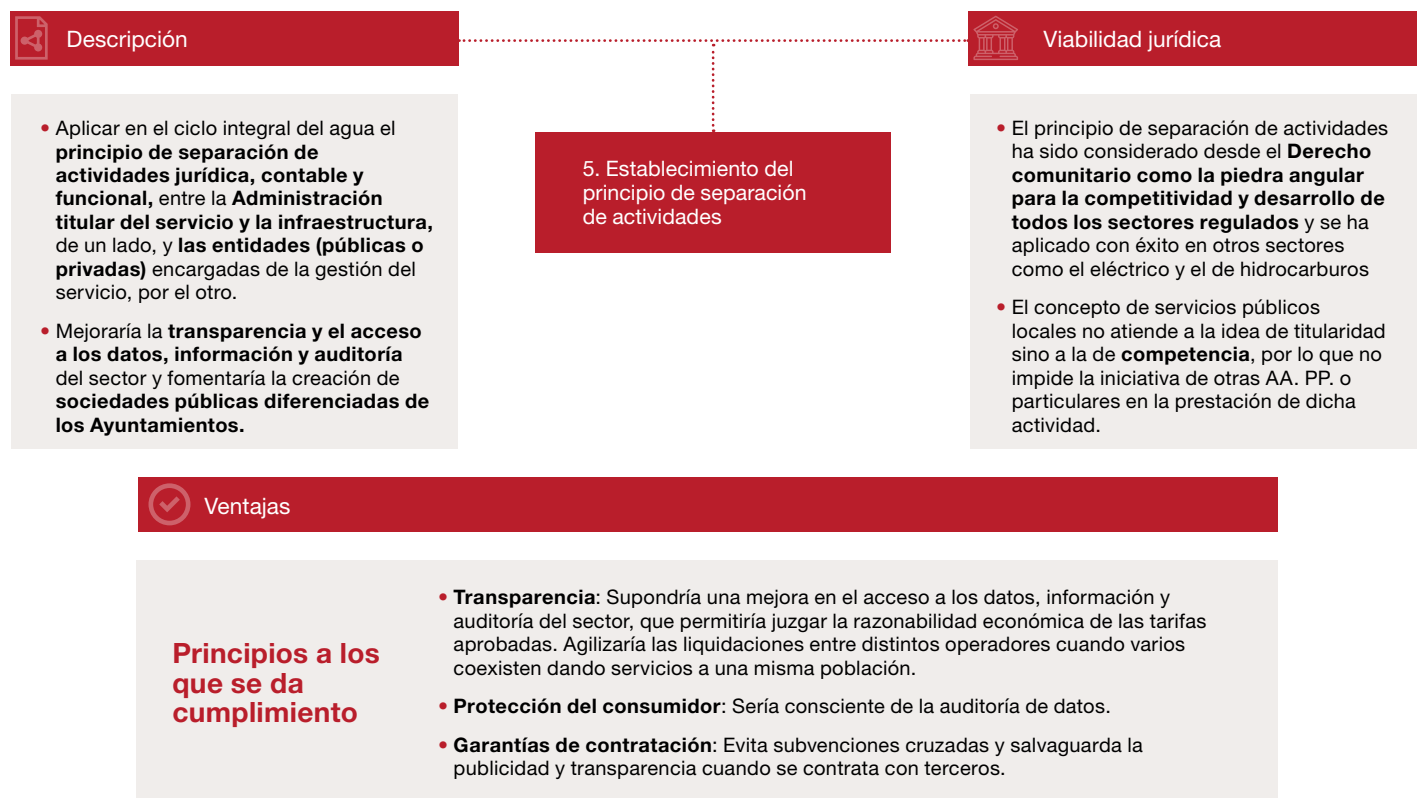 Descripción
• Aplicar en el ciclo integral del agua el
principio de separación de
actividades jurídica, contable y
funcional, entre la Administración
titular del servicio y la infraestructura,
de un lado, y las entidades (públicas o
privadas) encargadas de la gestión del
servicio, por el otro.
• Mejoraría la transparencia y el acceso
a los datos, información y auditoría
del sector y fomentaría la creación de
sociedades públicas diferenciadas de
los Ayuntamientos.
5. Establecimiento del
principio de separación
de actividades
Viabilidad jurídica
• El principio de separación de actividades
ha sido considerado desde el Derecho
comunitario como la piedra angular
para la competitividad y desarrollo de
todos los sectores regulados y se ha
aplicado con éxito en otros sectores
como el eléctrico y el de hidrocarburos
• El concepto de servicios públicos
locales no atiende a la idea de titularidad
sino a la de competencia, por lo que no
impide la iniciativa de otras AA. PP. o
particulares en la prestación de dicha
actividad.
Ventajas
Principios a los
que se da
cumplimiento
• Transparencia: Supondría una mejora en el acceso a los datos, información y
auditoría del sector, que permitiría juzgar la razonabilidad económica de las tarifas
aprobadas. Agilizaría las liquidaciones entre distintos operadores cuando varios
coexisten dando servicios a una misma población.
• Protección del consumidor: Sería consciente de la auditoría de datos.
• Garantías de contratación: Evita subvenciones cruzadas y salvaguarda la
publicidad y transparencia cuando se contrata con terceros.